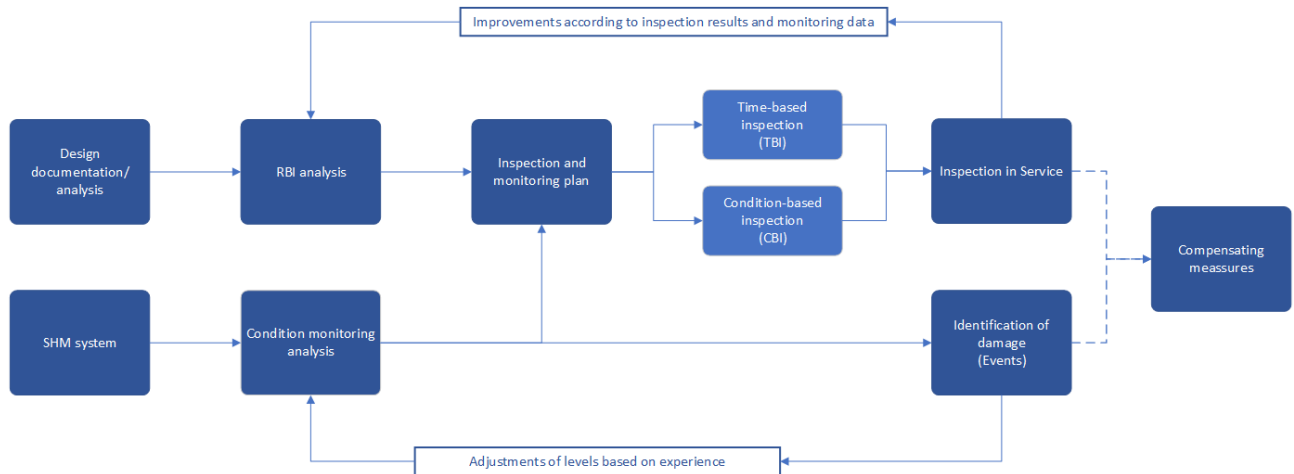 Improvements according to inspection results and monitoring data
Design
documentation/
analysis
RBI analysis
Inspection and
monitoring plan
Time-based
inspection
(TBI)
Condition-based
inspection
(CBI)
Inspection in Service
Compensating
meassures
SHM system
Condition monitoring
analysis
Identification of
damage
(Events)
Adjustments of levels based on experience